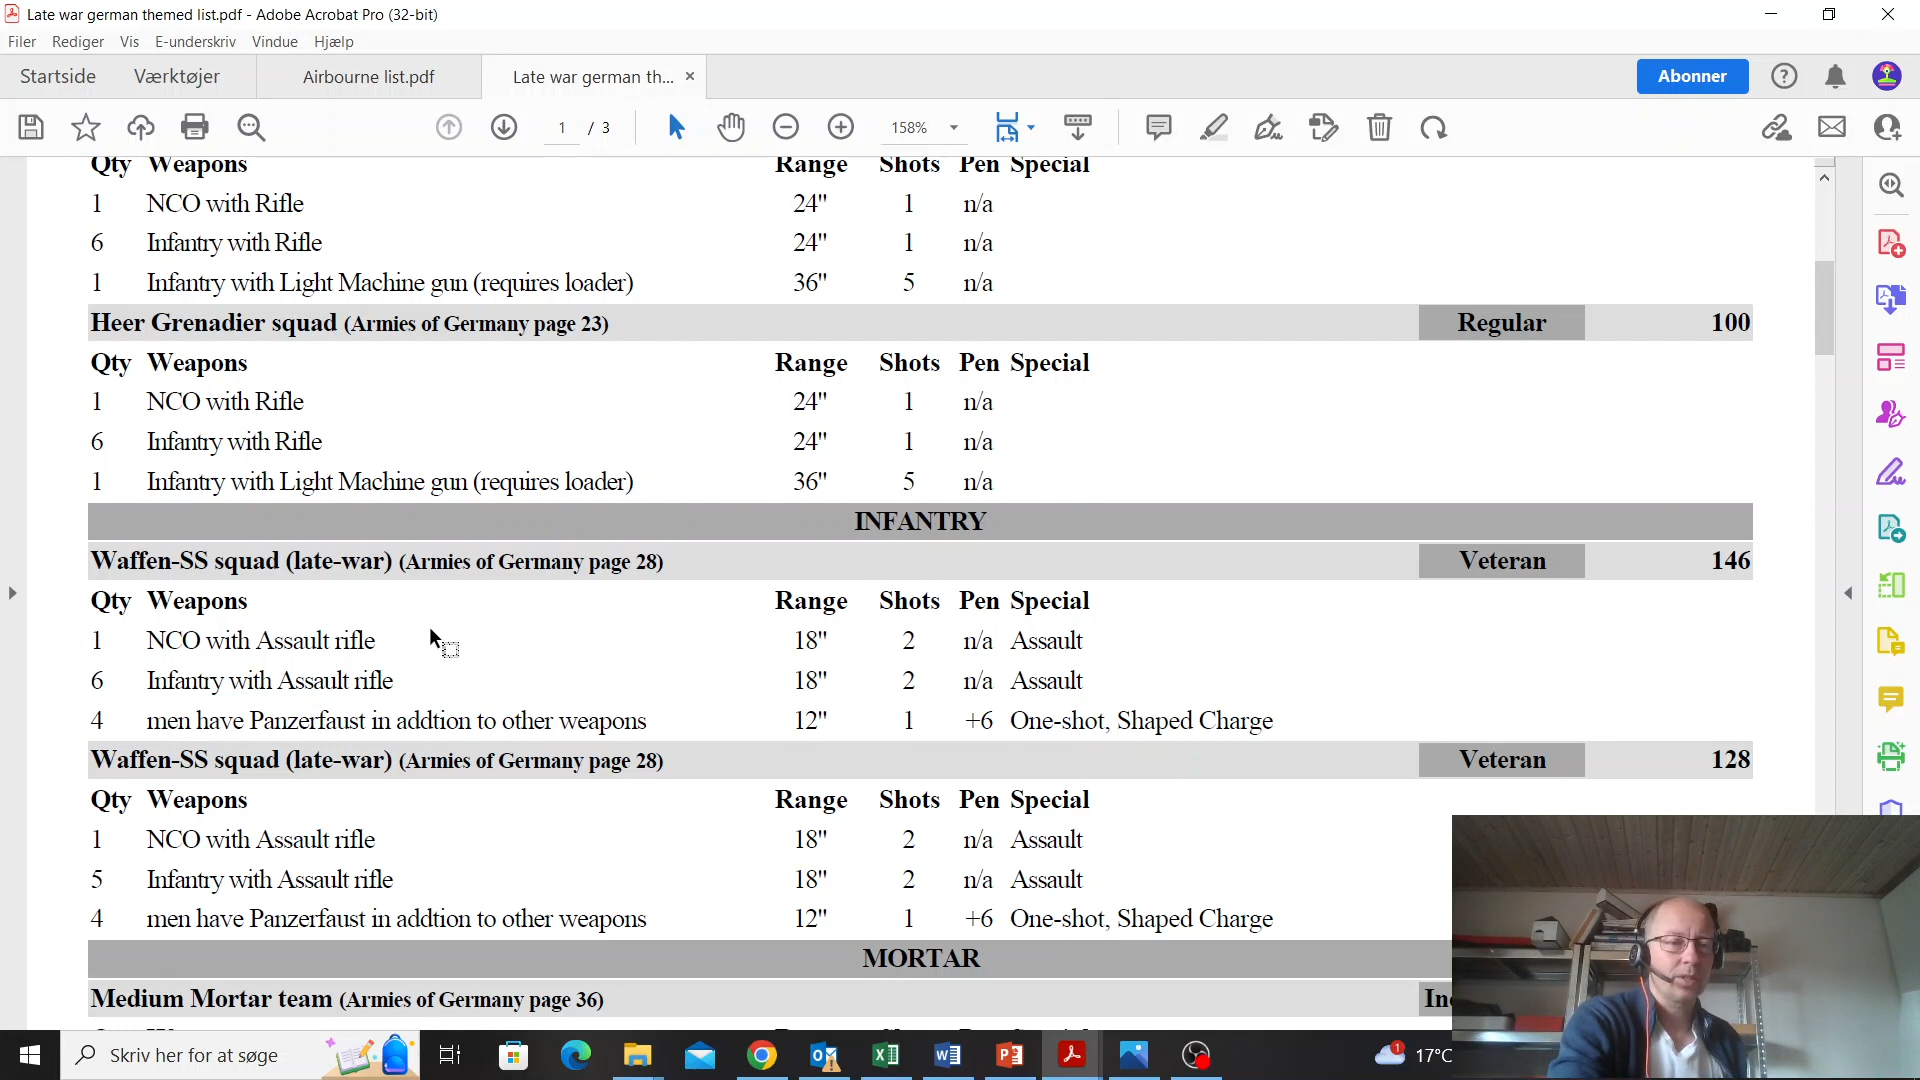 Late war german themed list.pdf - Adobe Acrobat Pro (32-bit)
Filer Rediger Vis E-underskriv Vindue Hjælp
Startside Værktøjer Airbourne list.pdf Late war german th... Abonner
1 / 3 158%
Qty Weapons Range Shots Pen Special
1 NCO with Rifle 24" 1 n/a
6 Infantry with Rifle 24" 1 n/a
1 Infantry with Light Machine gun (requires loader) 36" 5 n/a
Heer Grenadier squad (Armies of Germany page 23) Regular 100
Qty Weapons Range Shots Pen Special
1 NCO with Rifle 24" 1 n/a
6 Infantry with Rifle 24" 1 n/a
1 Infantry with Light Machine gun (requires loader) 36" 5 n/a
INFANTRY
Waffen-SS squad (late-war) (Armies of Germany page 28) Veteran 146
Qty Weapons Range Shots Pen Special
1 NCO with Assault rifle 18" 2 n/a Assault
6 Infantry with Assault rifle 18" 2 n/a Assault
4 men have Panzerfaust in addtion to other weapons 12" 1 +6 One-shot, Shaped Charge
Waffen-SS squad (late-war) (Armies of Germany page 28) Veteran 128
Qty Weapons Range Shots Pen Special
1 NCO with Assault rifle 18" 2 n/a Assault
5 Infantry with Assault rifle 18" 2 n/a Assault
4 men have Panzerfaust in addtion to other weapons 12" 1 +6 One-shot, Shaped Charge
MORTAR
Medium Mortar team (Armies of Germany page 36)
Skriv her for at søge 1 17°C